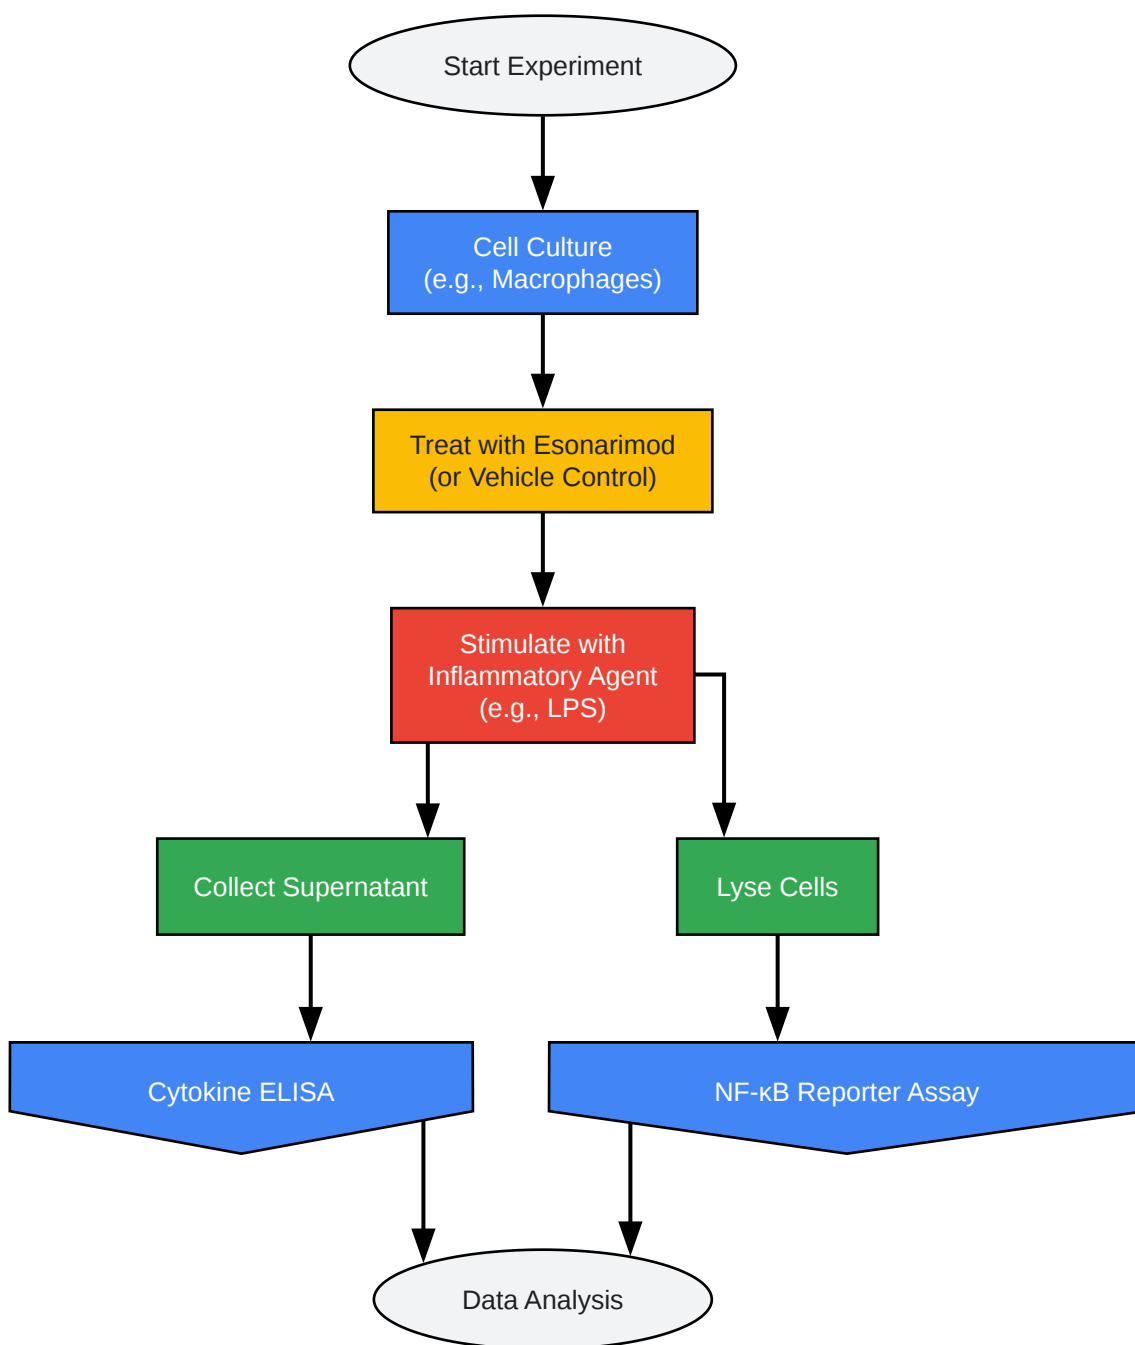 Start Experiment
Cell Culture
(e.g., Macrophages)
Treat with Esonarimod
(or Vehicle Control)
Stimulate with
Inflammatory Agent
(e.g., LPS)
Collect Supernatant
Lyse Cells
Cytokine ELISA
NF-κB Reporter Assay
Data Analysis